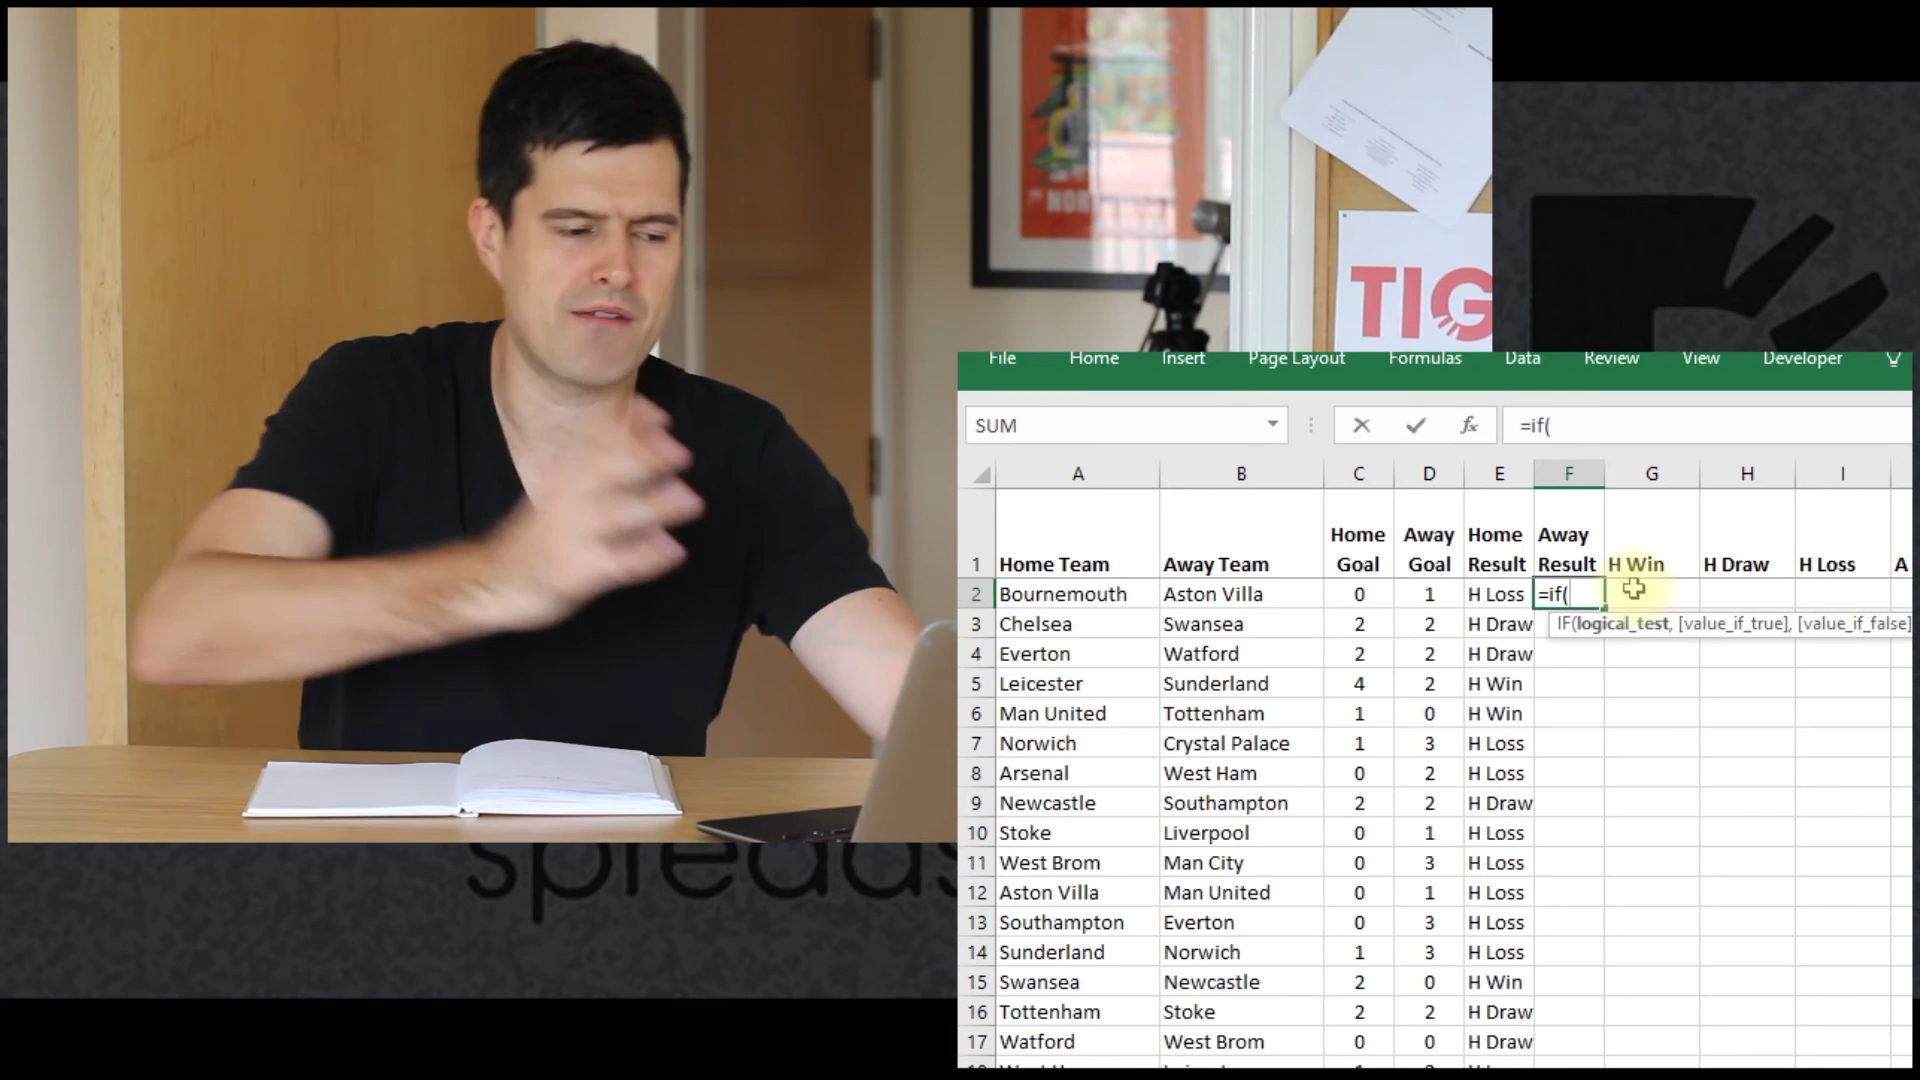 TIG
File Home Insert Page Layout Formulas Data Review View Developer
SUM =if(
A B C D E F G H I
Home Away Home Away
1 Home Team Away Team Goal Goal Result Result H Win H Draw H Loss A
2 Bournemouth Aston Villa 0 1 H Loss =if(
3 Chelsea Swansea 2 2 H Draw IF(logical_test, [value_if_true], [value_if_false]
4 Everton Watford 2 2 H Draw
5 Leicester Sunderland 4 2 H Win
6 Man United Tottenham 1 0 H Win
7 Norwich Crystal Palace 1 3 H Loss
8 Arsenal West Ham 0 2 H Loss
9 Newcastle Southampton 2 2 H Draw
10 Stoke Liverpool 0 1 H Loss
11 West Brom Man City 0 3 H Loss
12 Aston Villa Man United 0 1 H Loss
13 Southampton Everton 0 3 H Loss
14 Sunderland Norwich 1 3 H Loss
15 Swansea Newcastle 2 0 H Win
16 Tottenham Stoke 2 2 H Draw
17 Watford West Brom 0 0 H Draw
spreads